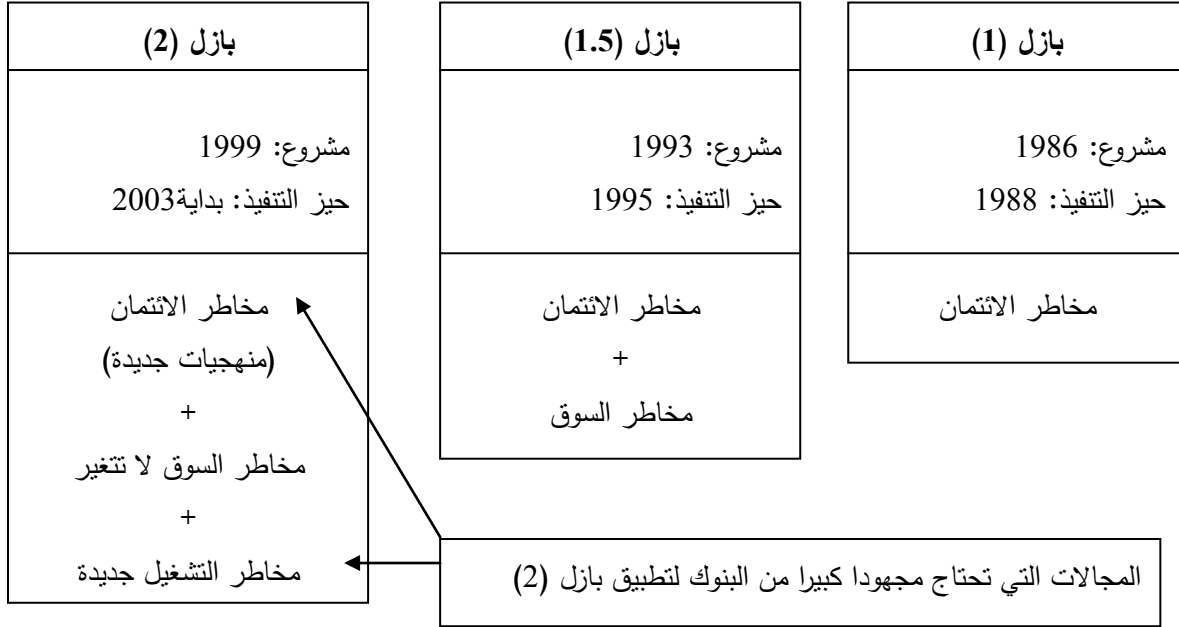 بازل (1)
مشروع: 1986
حيز التنفيذ: 1988
مخاطر الائتمان
بازل (1.5)
مشروع: 1993
حيز التنفيذ: 1995
مخاطر الائتمان
+
مخاطر السوق
بازل (2)
مشروع: 1999
حيز التنفيذ: بداية2003
مخاطر الائتمان
(منهجيات جديدة)
+
مخاطر السوق لا تتغير
+
مخاطر التشغيل جديدة
المجالات التي تحتاج مجهودا كبيرا من البنوك لتطبيق بازل (2)